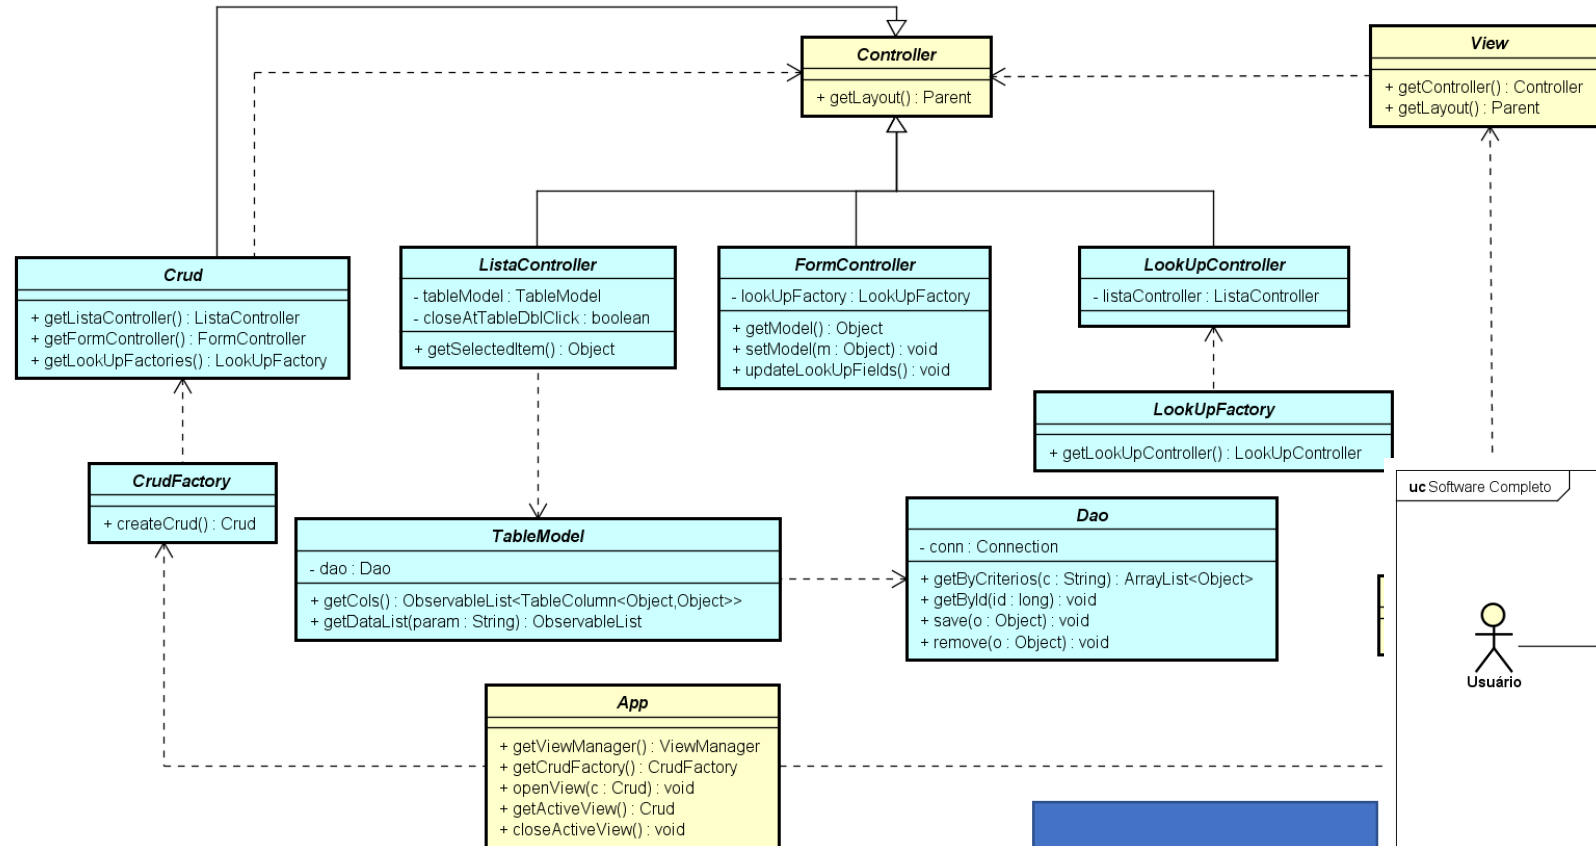 Controller
+ getLayout() : Parent
View
+ getController() : Controller
+ getLayout() : Parent
Crud
+ getListaController() : ListaController
+ getFormController() : FormController
+ getLookUpFactories() : LookUpFactory
ListaController
- tableModel : TableModel
- closeAtTableDblClick : boolean
+ getSelectedItem() : Object
FormController
- lookUpFactory : LookUpFactory
+ getModel() : Object
+ setModel(m : Object) : void
+ updateLookUpFields() : void
LookUpController
- listaController : ListaController
LookUpFactory
+ getLookUpController() : LookUpController
CrudFactory
+ createCrud() : Crud
TableModel
- dao : Dao
+ getCols() : ObservableList<TableColumn<Object,Object>>
+ getDataList(param : String) : ObservableList
Dao
- conn : Connection
+ getByCriterios(c : String) : ArrayList<Object>
+ getById(id : long) : void
+ save(o : Object) : void
+ remove(o : Object) : void
uc Software Completo
Usuário
App
+ getViewManager() : ViewManager
+ getCrudFactory() : CrudFactory
+ openView(c : Crud) : void
+ getActiveView() : Crud
+ closeActiveView() : void